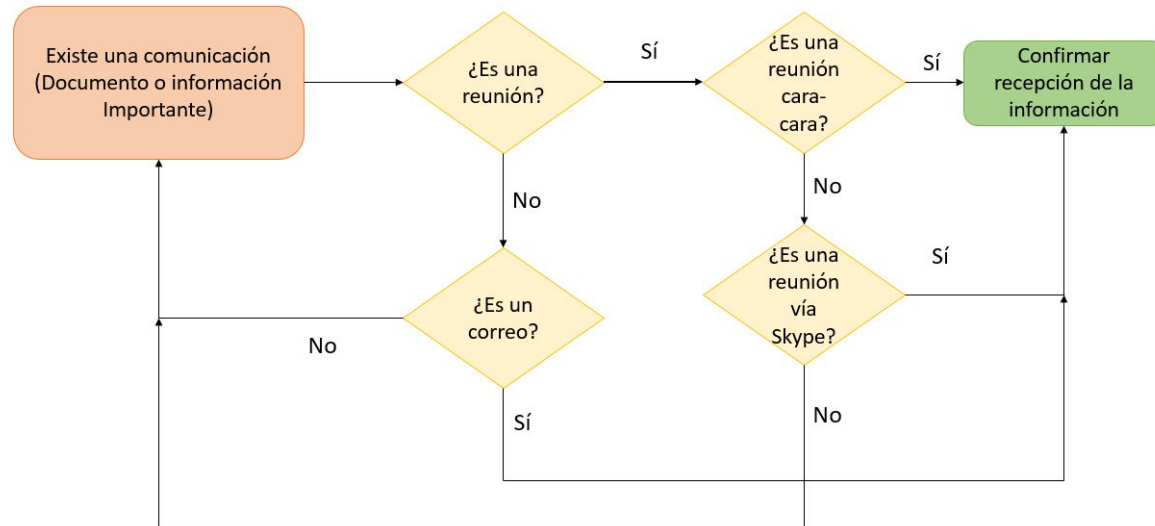 Existe una comunicación
(Documento o información
Importante)
¿Es una
reunión?
Sí
¿Es una
reunión
cara-
cara?
Sí
Confirmar
recepción de la
información
No
No
¿Es un
correo?
¿Es una
reunión
vía
Skype?
Sí
No
Sí
No